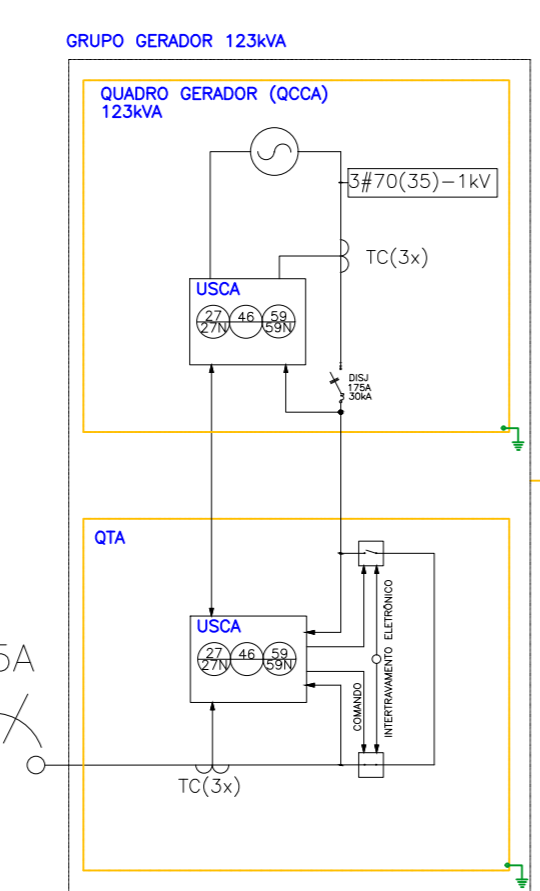 GRUPO GERADOR 123kVA
QUADRO GERADOR (QCCA)
123kVA
3#70(35)-1kV
TC(3x)
USCA
27 46 59
27N 59N
DISJ
175A
30kA
QTA
USCA
27 46 59
27N 59N
5A
COMANDO
INTERTRAVAMENTO ELETRÔNICO
TC(3x)